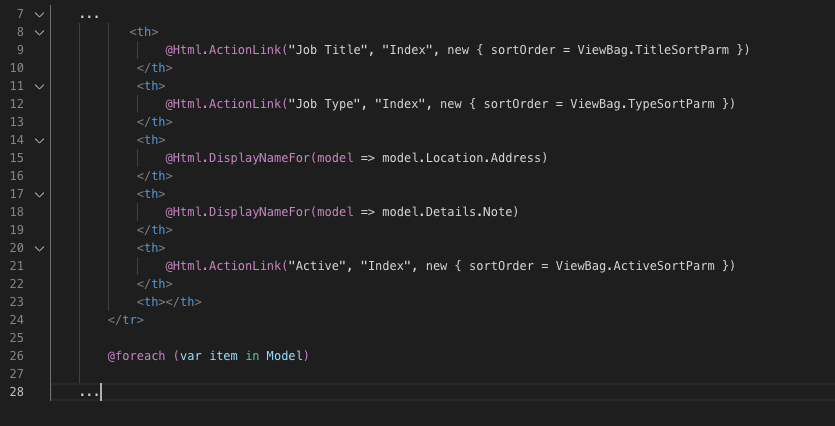 7 ...
8 <th>
9 @Html.ActionLink("Job Title", "Index", new { sortOrder = ViewBag.TitleSortParm })
10 </th>
11 <th>
12 @Html.ActionLink("Job Type", "Index", new { sortOrder = ViewBag.TypeSortParm })
13 </th>
14 <th>
15 @Html.DisplayNameFor(model => model.Location.Address)
16 </th>
17 <th>
18 @Html.DisplayNameFor(model => model.Details.Note)
19 </th>
20 <th>
21 @Html.ActionLink("Active", "Index", new { sortOrder = ViewBag.ActiveSortParm })
22 </th>
23 <th></th>
24 </tr>
25
26 @foreach (var item in Model)
27
28 ...